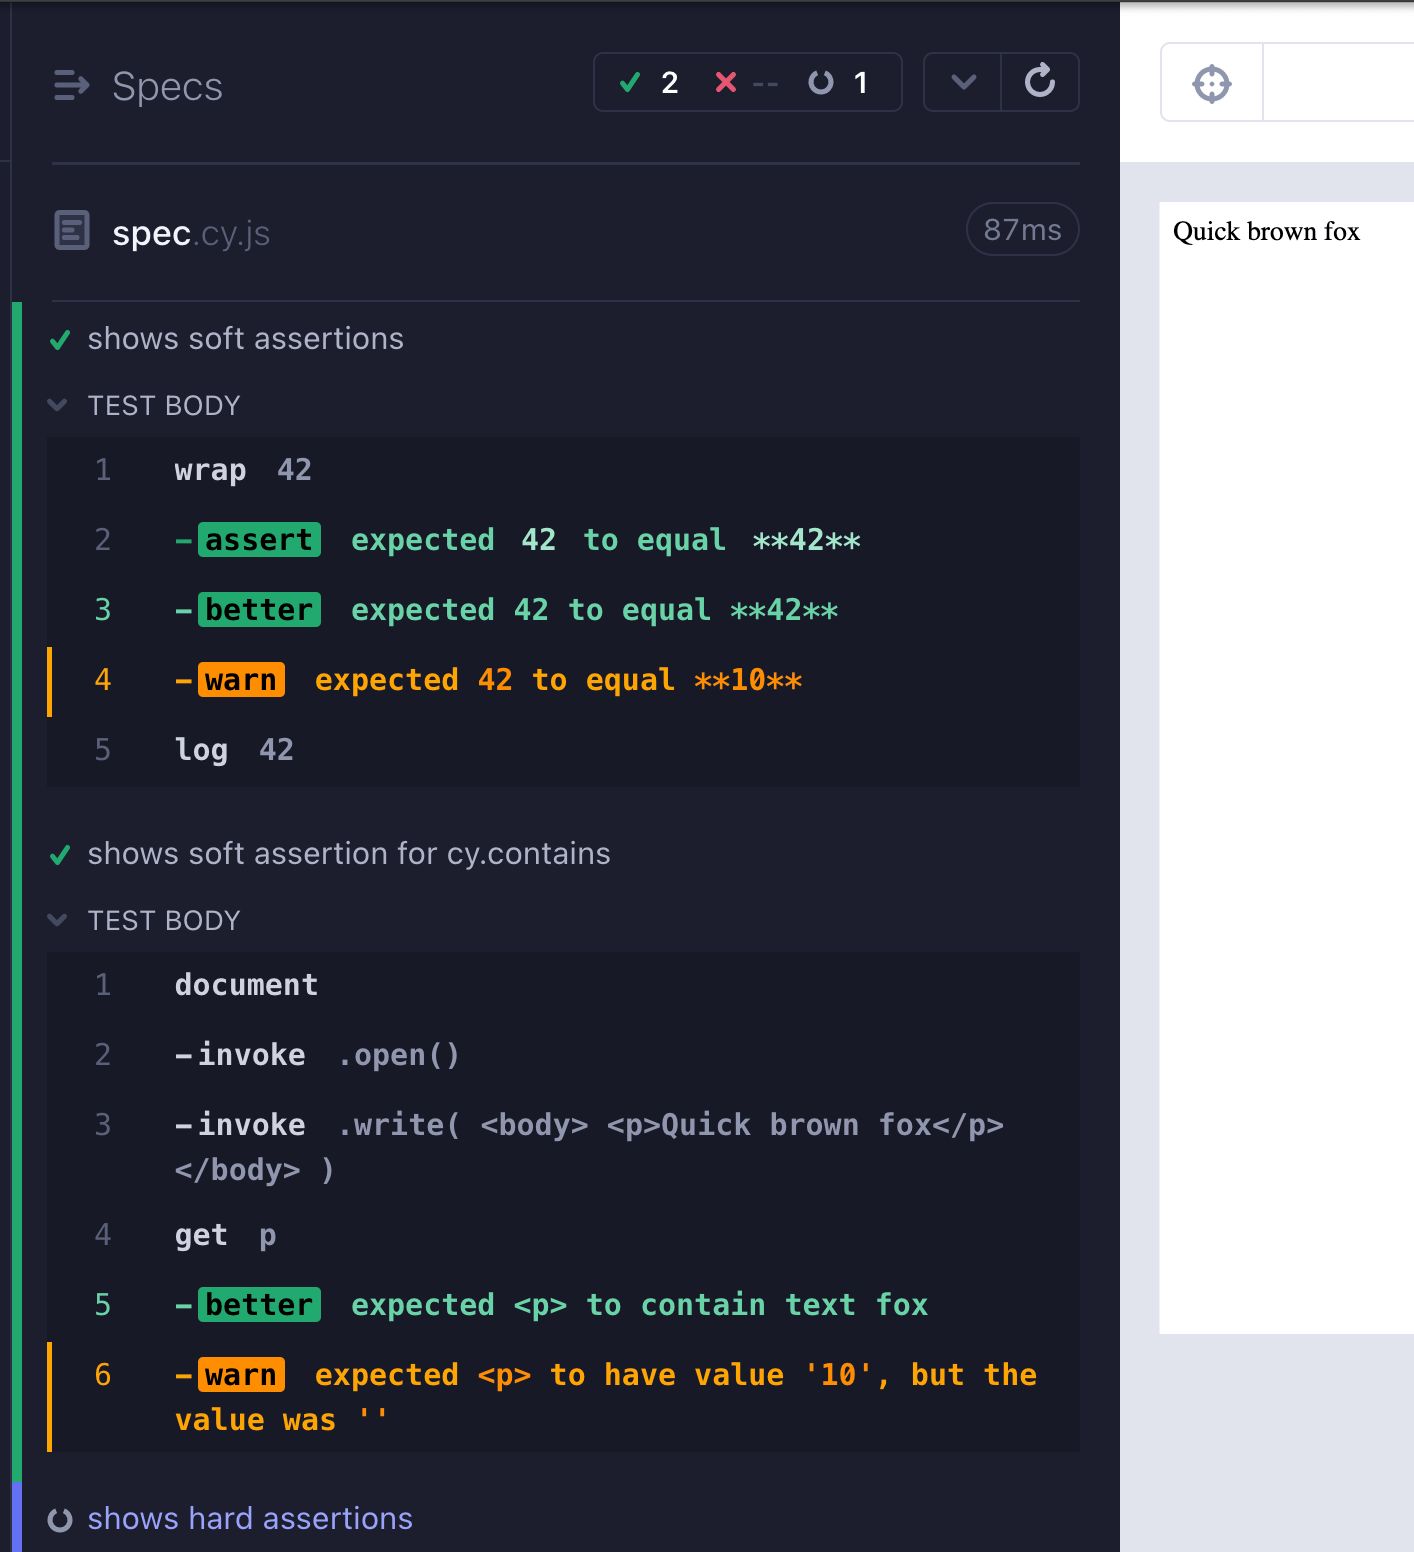 Specs
2 -- 1
spec.cy.js
87ms
Quick brown fox
shows soft assertions
TEST BODY
1 wrap 42
2 -assert expected 42 to equal **42**
3 -better expected 42 to equal **42**
4 -warn expected 42 to equal **10**
5 log 42
shows soft assertion for cy.contains
TEST BODY
1 document
2 -invoke .open()
3 -invoke .write( <body> <p>Quick brown fox</p>
</body> )
4 get p
5 -better expected <p> to contain text fox
6 -warn expected <p> to have value '10', but the
value was ''
shows hard assertions